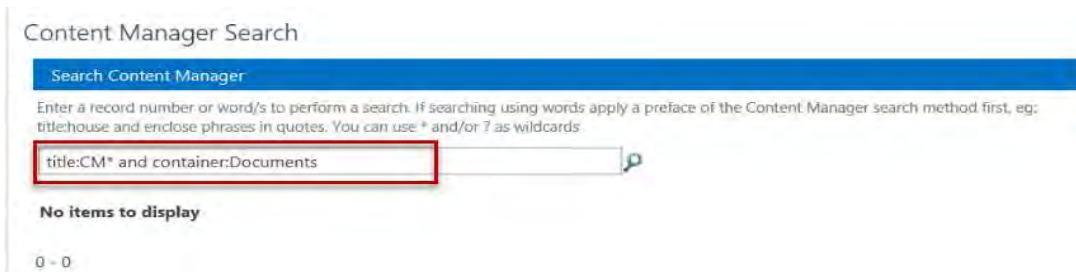 Content Manager Search
Search Content Manager
Enter a record number or word/s to perform a search. If searching using words apply a preface of the Content Manager search method first, eg:
title:house and enclose phrases in quotes. You can use * and/or ? as wildcards
title:CM* and container:Documents
No items to display
0 - 0